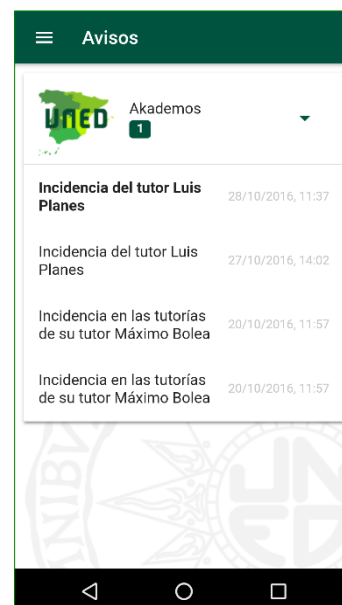 Avisos
UNED
Akademos
1
Incidencia del tutor Luis
Planes
28/10/2016, 11:37
Incidencia del tutor Luis
Planes
27/10/2016, 14:02
Incidencia en las tutorías
de su tutor Máximo Bolea
20/10/2016, 11:57
Incidencia en las tutorías
de su tutor Máximo Bolea
20/10/2016, 11:57
UN
ED